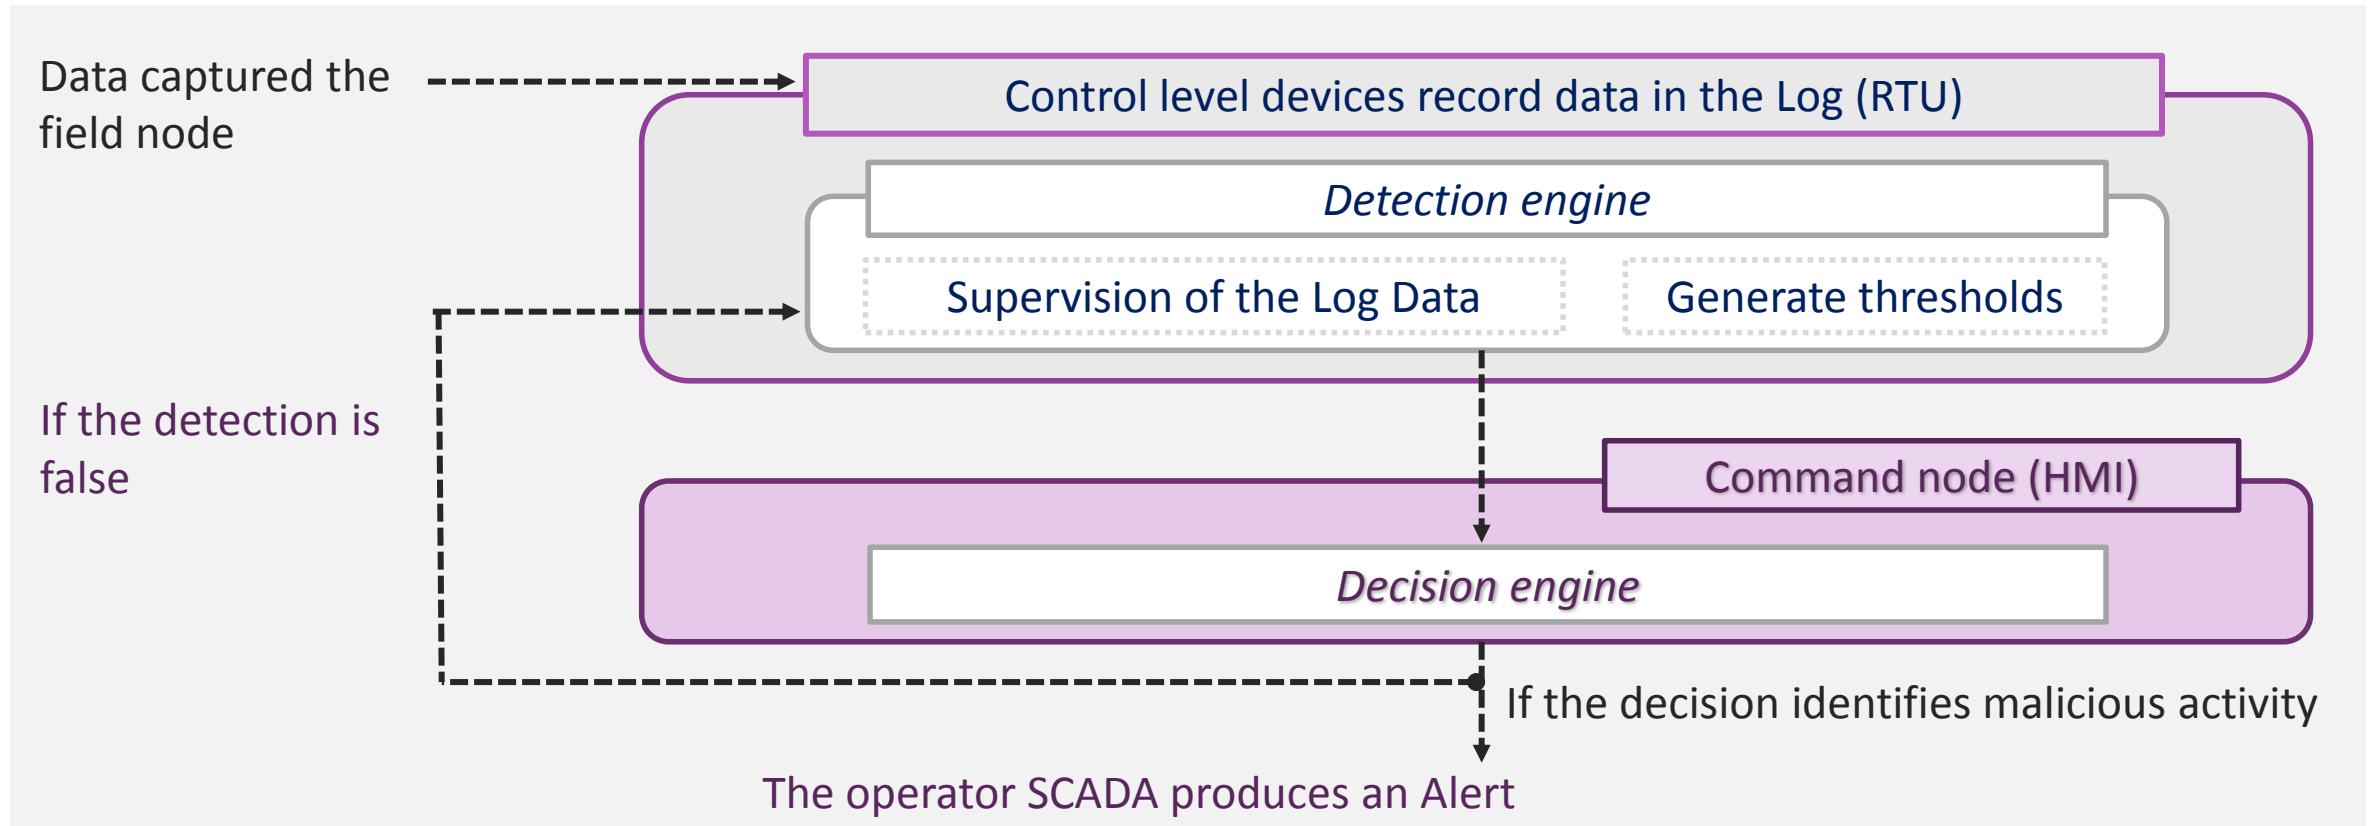 Data captured the
field node
Control level devices record data in the Log (RTU)
Detection engine
Supervision of the Log Data
Generate thresholds
If the detection is
false
Command node (HMI)
Decision engine
If the decision identifies malicious activity
The operator SCADA produces an Alert